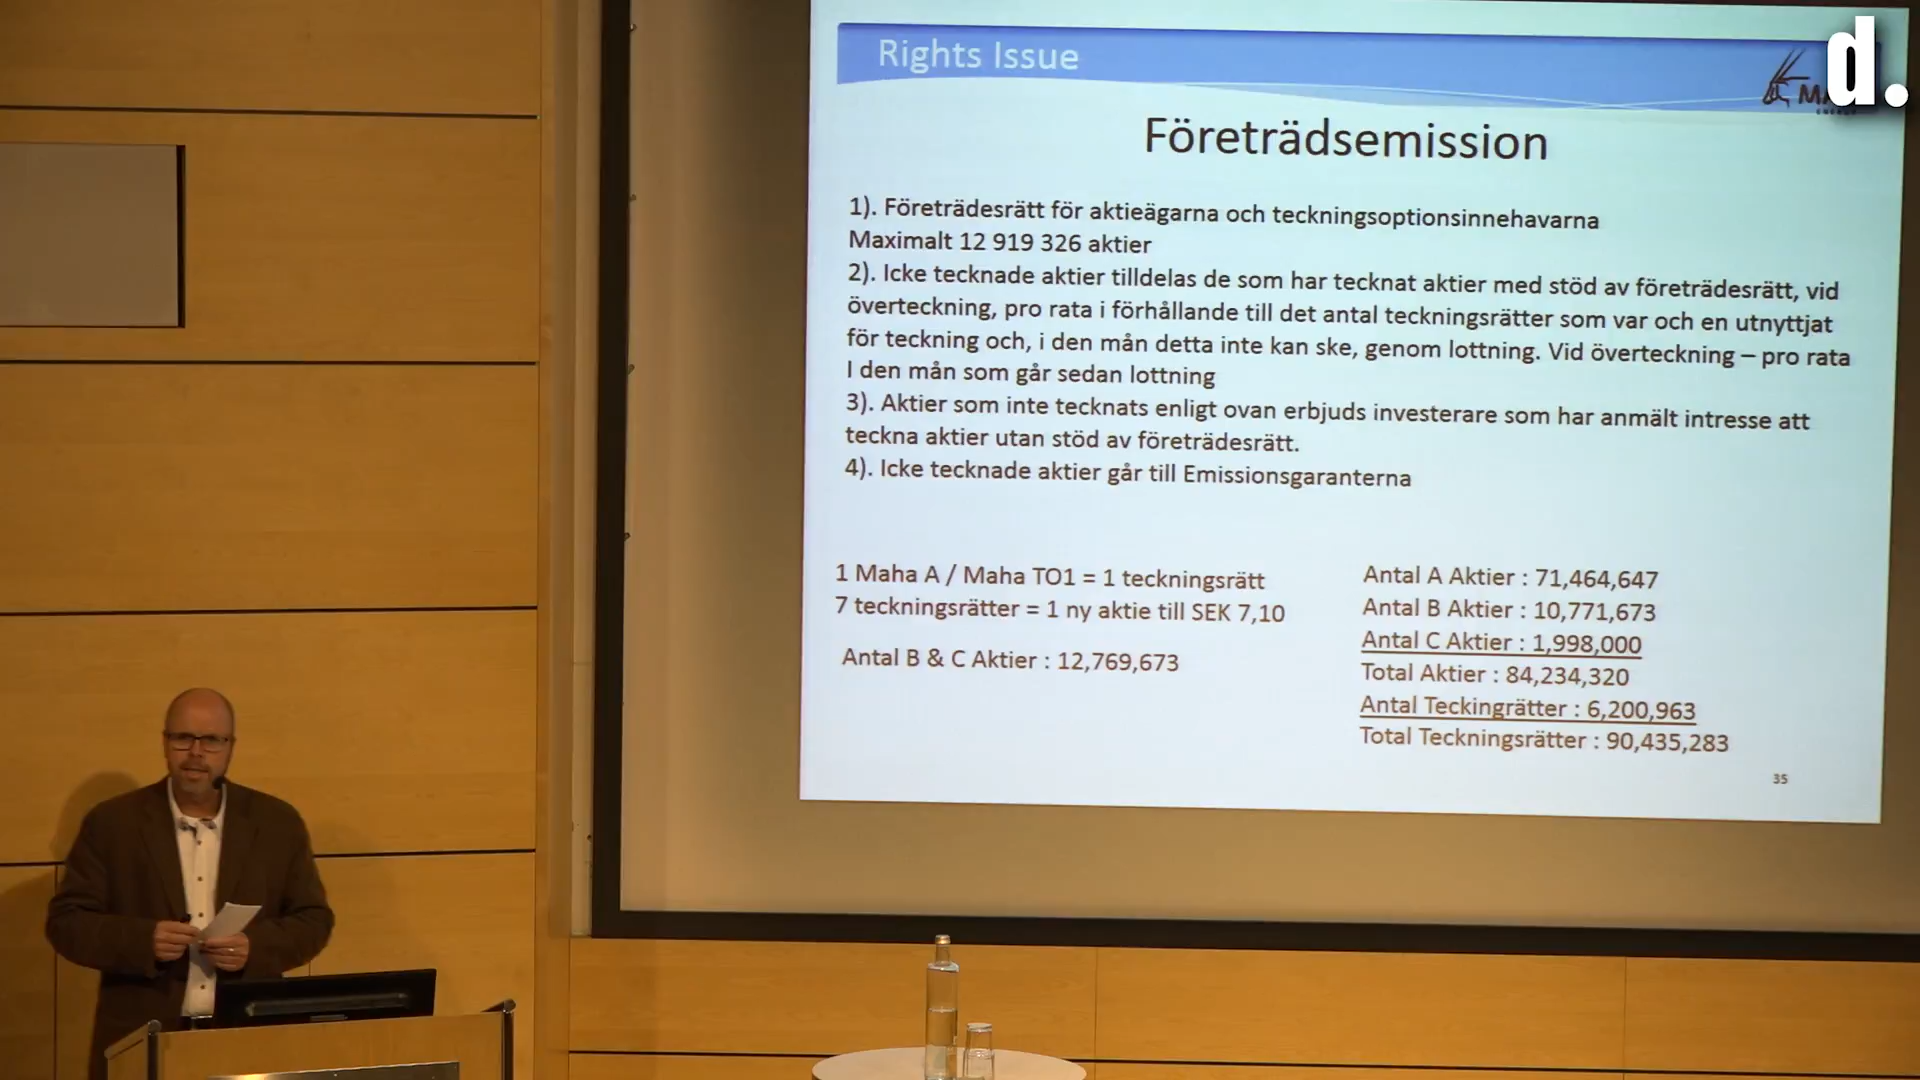 Rights Issue
d.
Företrädsemission
1). Företrädesrätt för aktieägarna och teckningsoptionsinnehavarna
Maximalt 12 919 326 aktier
2). Icke tecknade aktier tilldelas de som har tecknat aktier med stöd av företrädesrätt, vid
överteckning, pro rata i förhållande till det antal teckningsrätter som var och en utnyttjat
för teckning och, i den mån detta inte kan ske, genom lottning. Vid överteckning – pro rata
I den mån som går sedan lottning
3). Aktier som inte tecknats enligt ovan erbjuds investerare som har anmält intresse att
teckna aktier utan stöd av företrädesrätt.
4). Icke tecknade aktier går till Emissionsgaranterna
1 Maha A / Maha TO1 = 1 teckningsrätt
7 teckningsrätter = 1 ny aktie till SEK 7,10
Antal B & C Aktier : 12,769,673
Antal A Aktier : 71,464,647
Antal B Aktier : 10,771,673
Antal C Aktier : 1,998,000
Total Aktier : 84,234,320
Antal Teckingrätter : 6,200,963
Total Teckningsrätter : 90,435,283
35